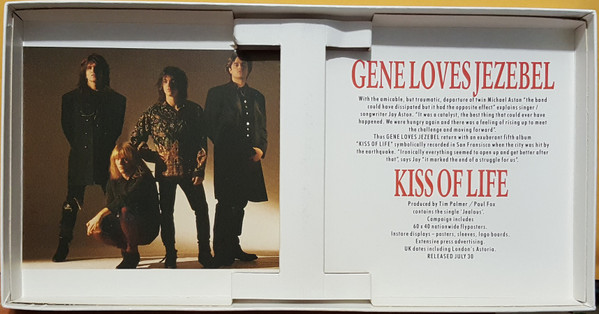 GENE LOVES JEZEBEL
With the amicable, but traumatic, departure of twin Michael Aston "the band
could have dissipated but it had the opposite effect" explains singer/
songwriter Jay Aston. "It was a catalyst, the best thing that could ever have
happened. We were hungry again and there was a feeling of rising up to meet
the challenge and moving forward".
Thus GENE LOVES JEZEBEL return with an exuberant fifth album
"KISS OF LIFE" symbolically recorded in San Francisco when the city was hit by
the earthquake. "Ironically everything seemed to open up and get better after
that", says Jay "it marked the end of a struggle for us".
KISS OF LIFE
Produced by Tim Palmer / Paul Fox
contains the single 'Jealous'.
Campaign includes
60 x 40 nationwide flyposters.
Instore displays - posters, sleeves, logo boards.
Extensive press advertising.
UK dates including London's Astoria.
RELEASED JULY 30